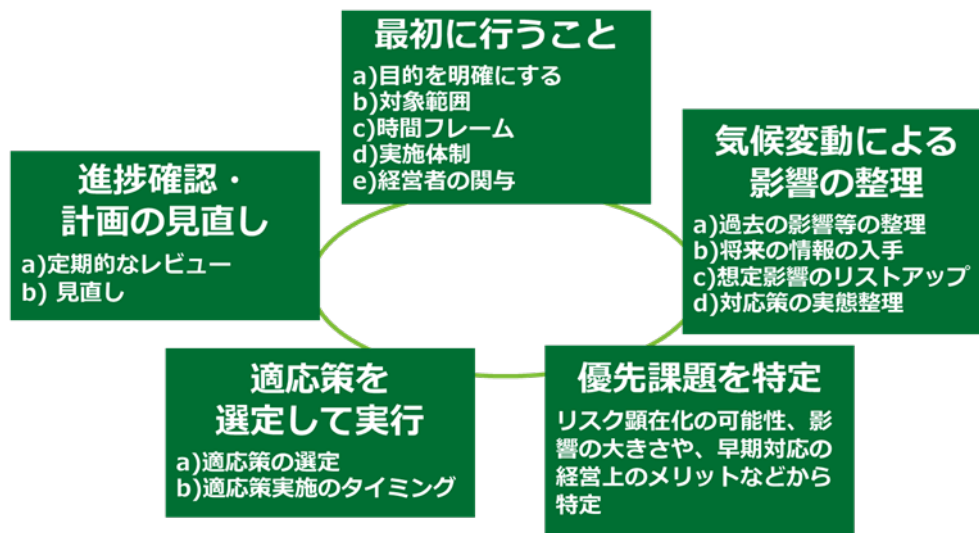 最初に行うこと
a)目的を明確にする
b)対象範囲
c)時間フレーム
d)実施体制
e)経営者の関与
気候変動による
影響の整理
a)過去の影響等の整理
b)将来の情報の入手
c)想定影響のリストアップ
d)対応策の実態整理
優先課題を特定
リスク顕在化の可能性、影
響の大きさや、早期対応の
経営上のメリットなどから
特定
適応策を
選定して実行
a)適応策の選定
b)適応策実施のタイミング
進捗確認・
計画の見直し
a)定期的なレビュー
b) 見直し